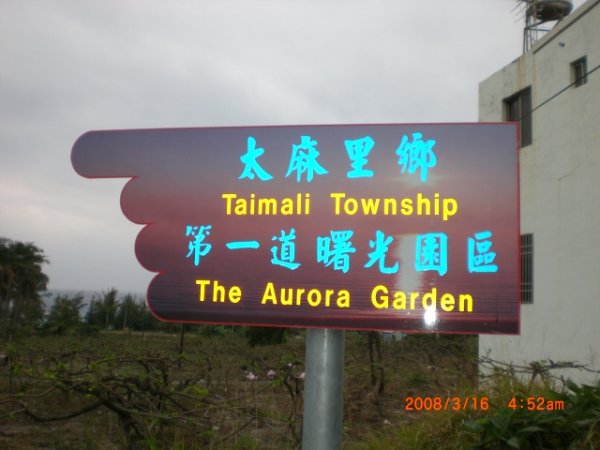 太麻里鄉
Taimali Township
第一道曙光園區
The Aurora Garden
2008/3/16 4:52am